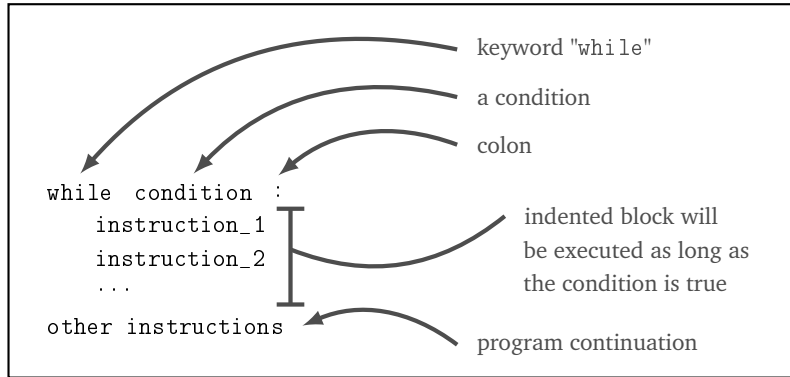 keyword "while"
a condition
colon
while condition :
instruction_1
instruction_2
...
other instructions
indented block will
be executed as long as
the condition is true
program continuation